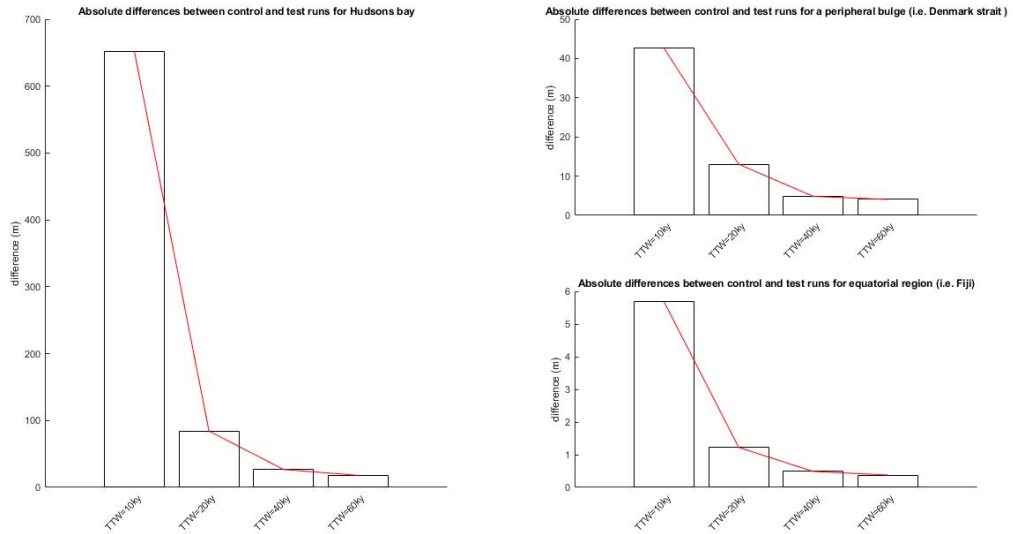 Absolute differences between control and test runs for Hudsons bay
700
600
500
400
300
200
100
0
difference (m)
TTW=10ky
TTW=20ky
TTW=40ky
TTW=60ky
Absolute differences between control and test runs for a peripheral bulge (i.e. Denmark strait )
50
40
30
20
10
0
difference (m)
TTW=10ky
TTW=20ky
TTW=40ky
TTW=60ky
Absolute differences between control and test runs for equatorial region (i.e. Fiji)
6
5
4
3
2
1
0
difference (m)
TTW=10ky
TTW=20ky
TTW=40ky
TTW=60ky